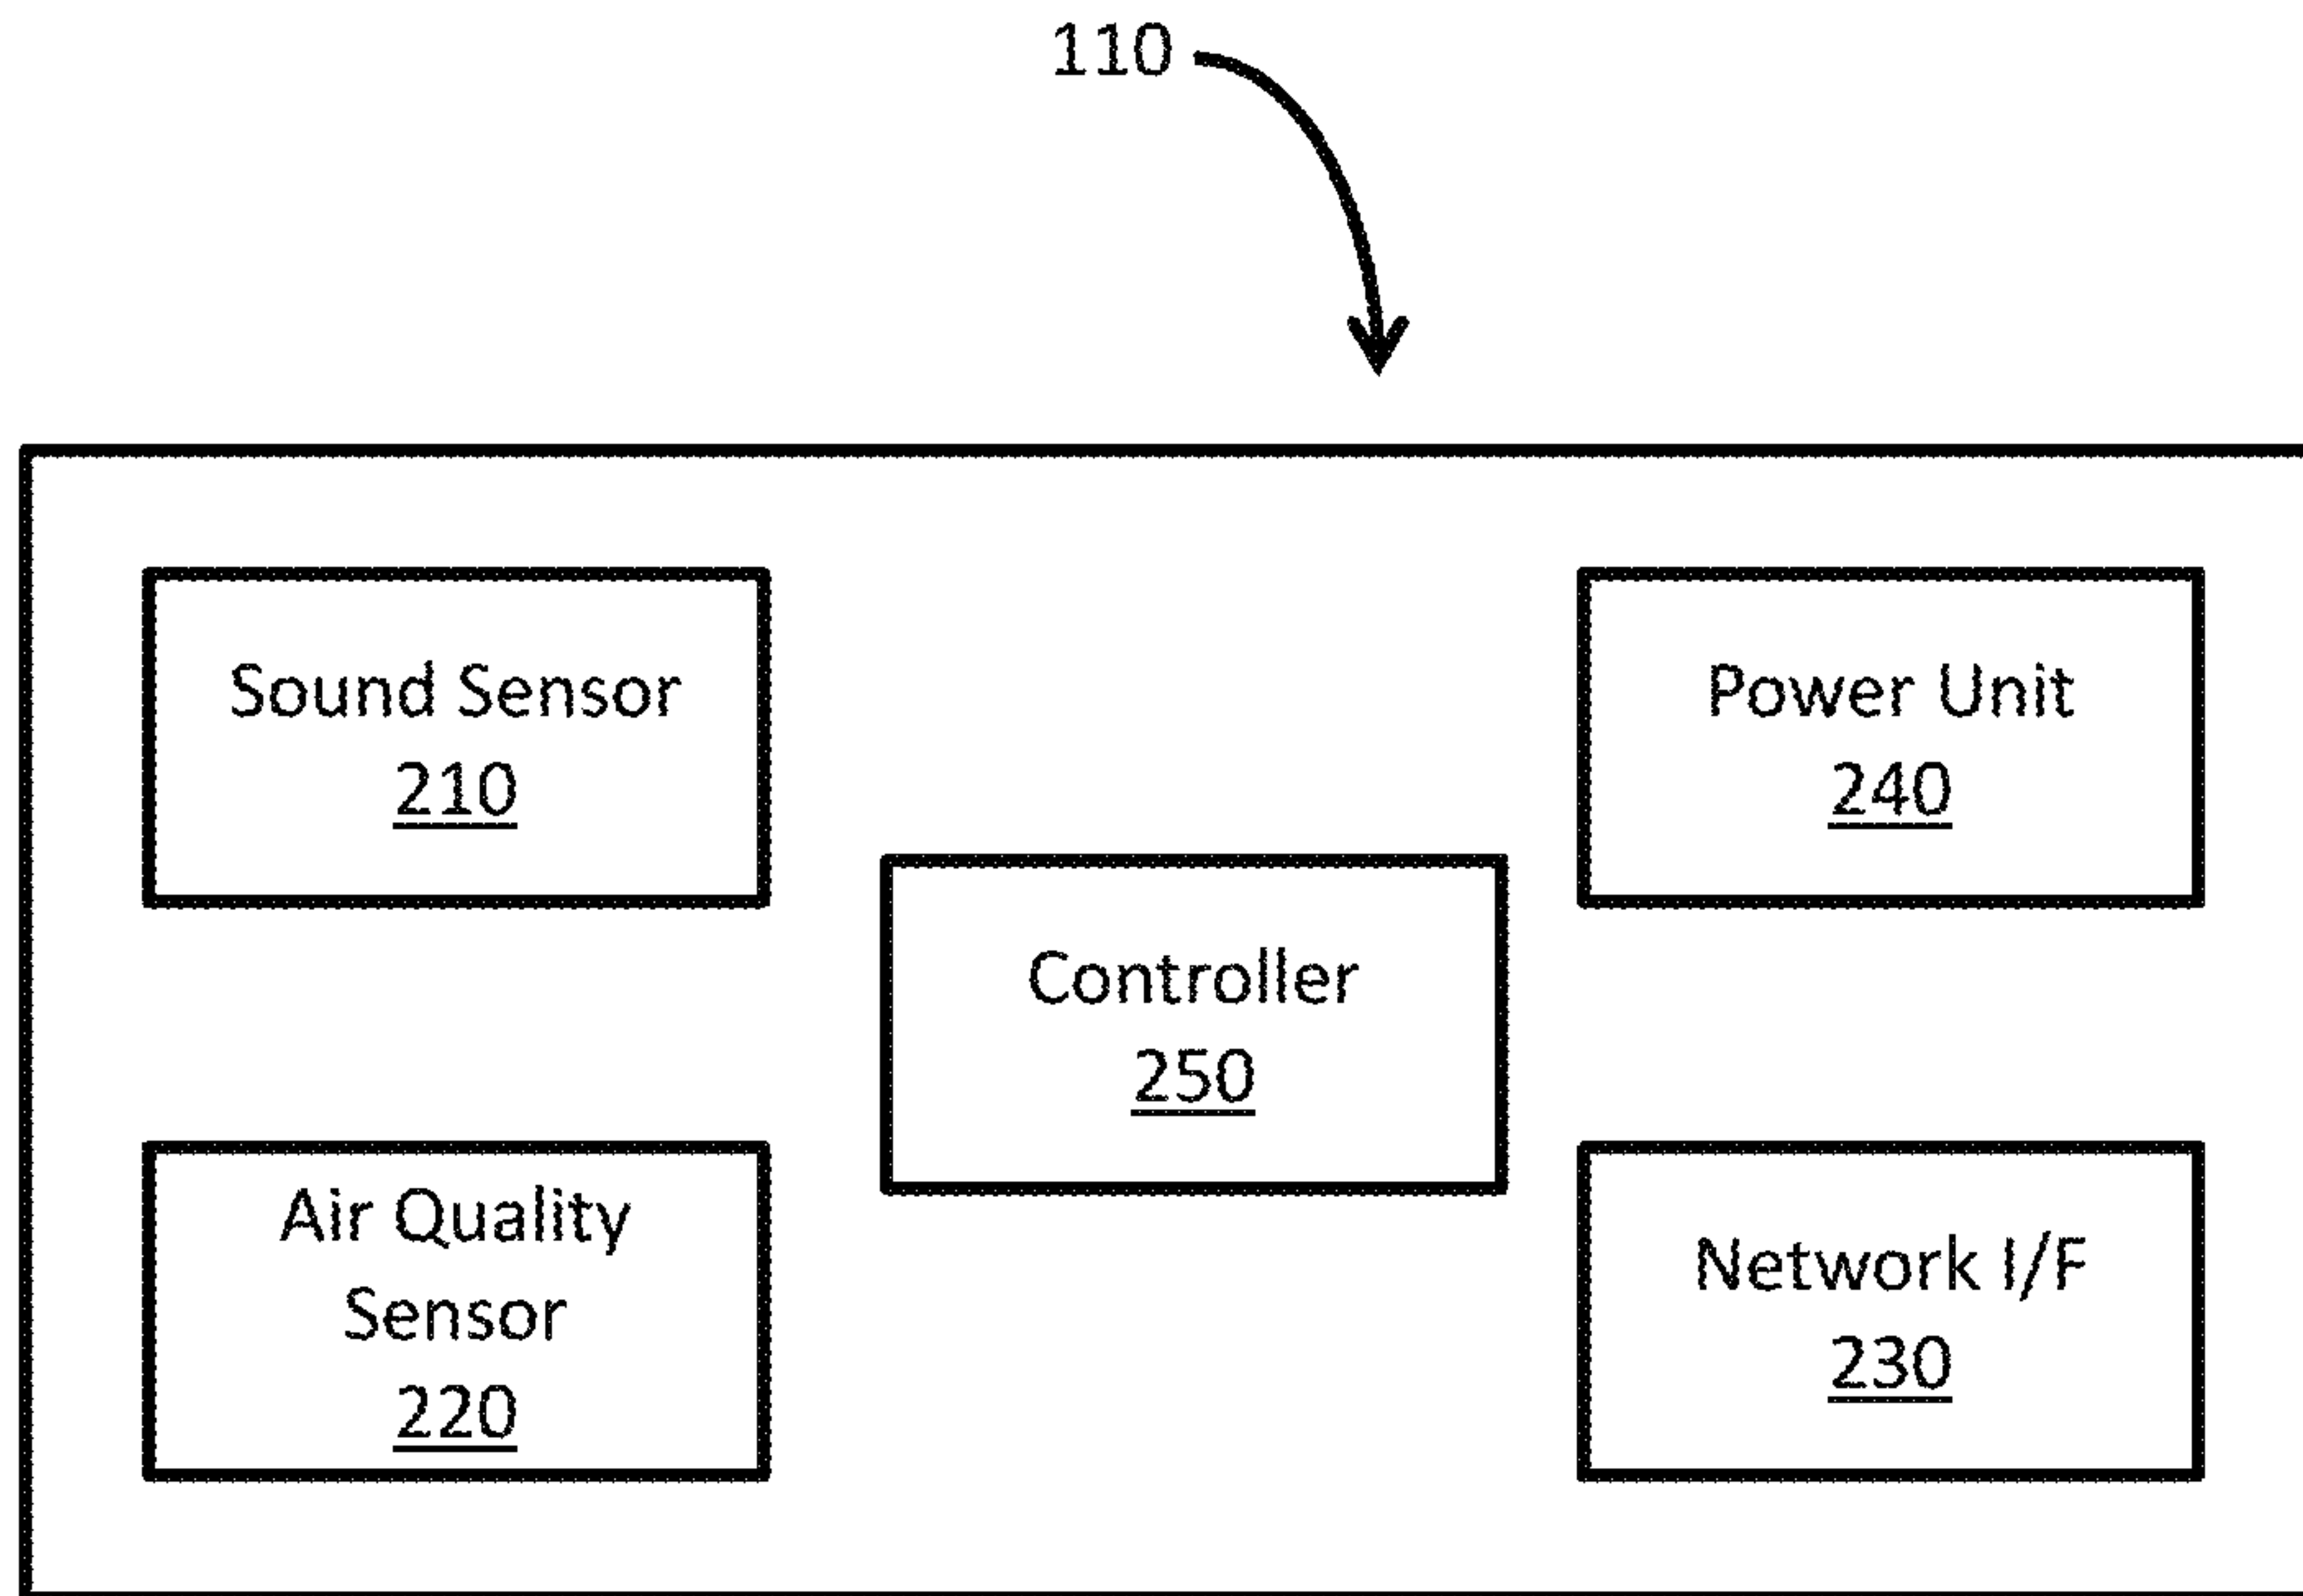 110
Sound Sensor
210
Power Unit
240
Controller
250
Air Quality
Sensor
220
Network I/F
230